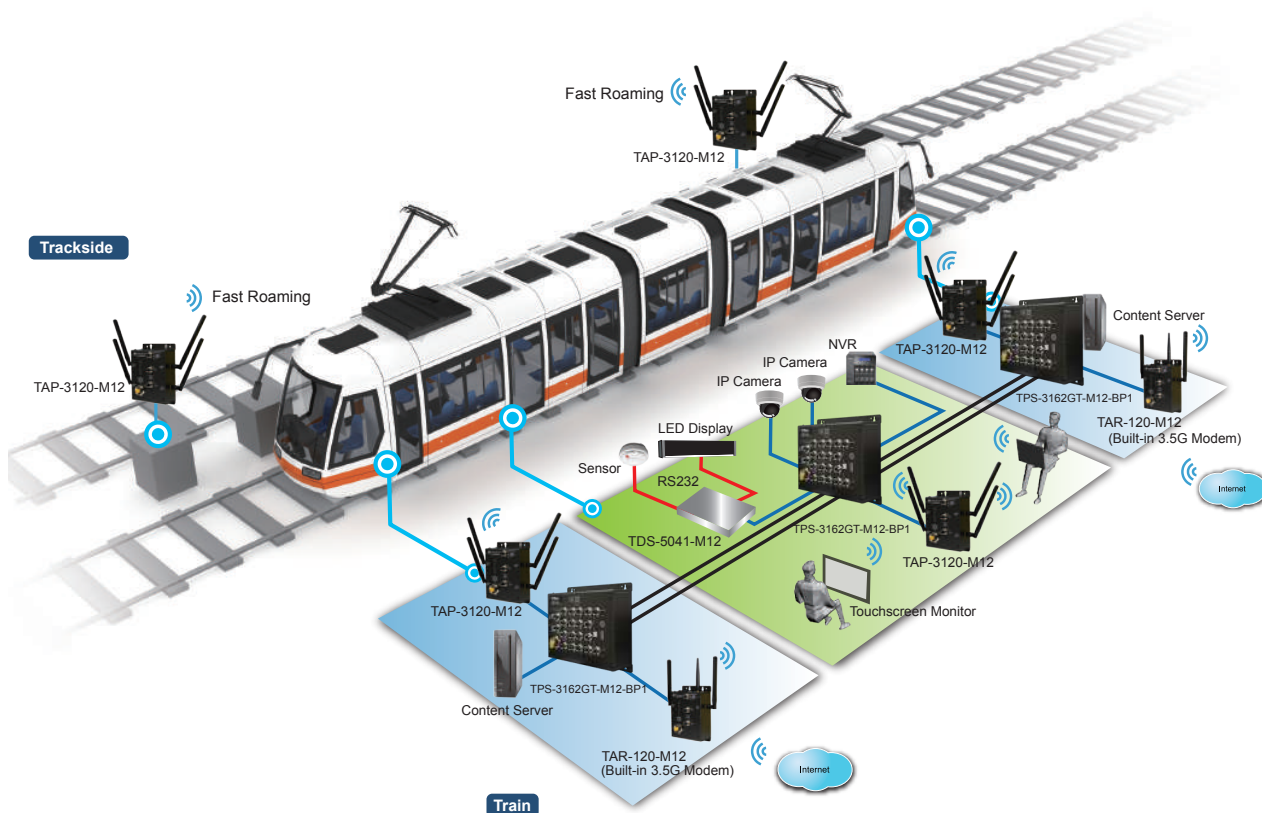 Fast Roaming
TAP-3120-M12
Trackside
Fast Roaming
TAP-3120-M12
Content Server
NVR
TAP-3120-M12
IP Camera
IP Camera
TPS-3162GT-M12-BP1
TAR-120-M12
(Built-in 3.5G Modem)
LED Display
Sensor
RS232
Internet
TPS-3162GT-M12-BP1
TDS-5041-M12
TAP-3120-M12
TAP-3120-M12
Touchscreen Monitor
TPS-3162GT-M12-BP1
Content Server
TAR-120-M12
(Built-in 3.5G Modem)
Internet
Train